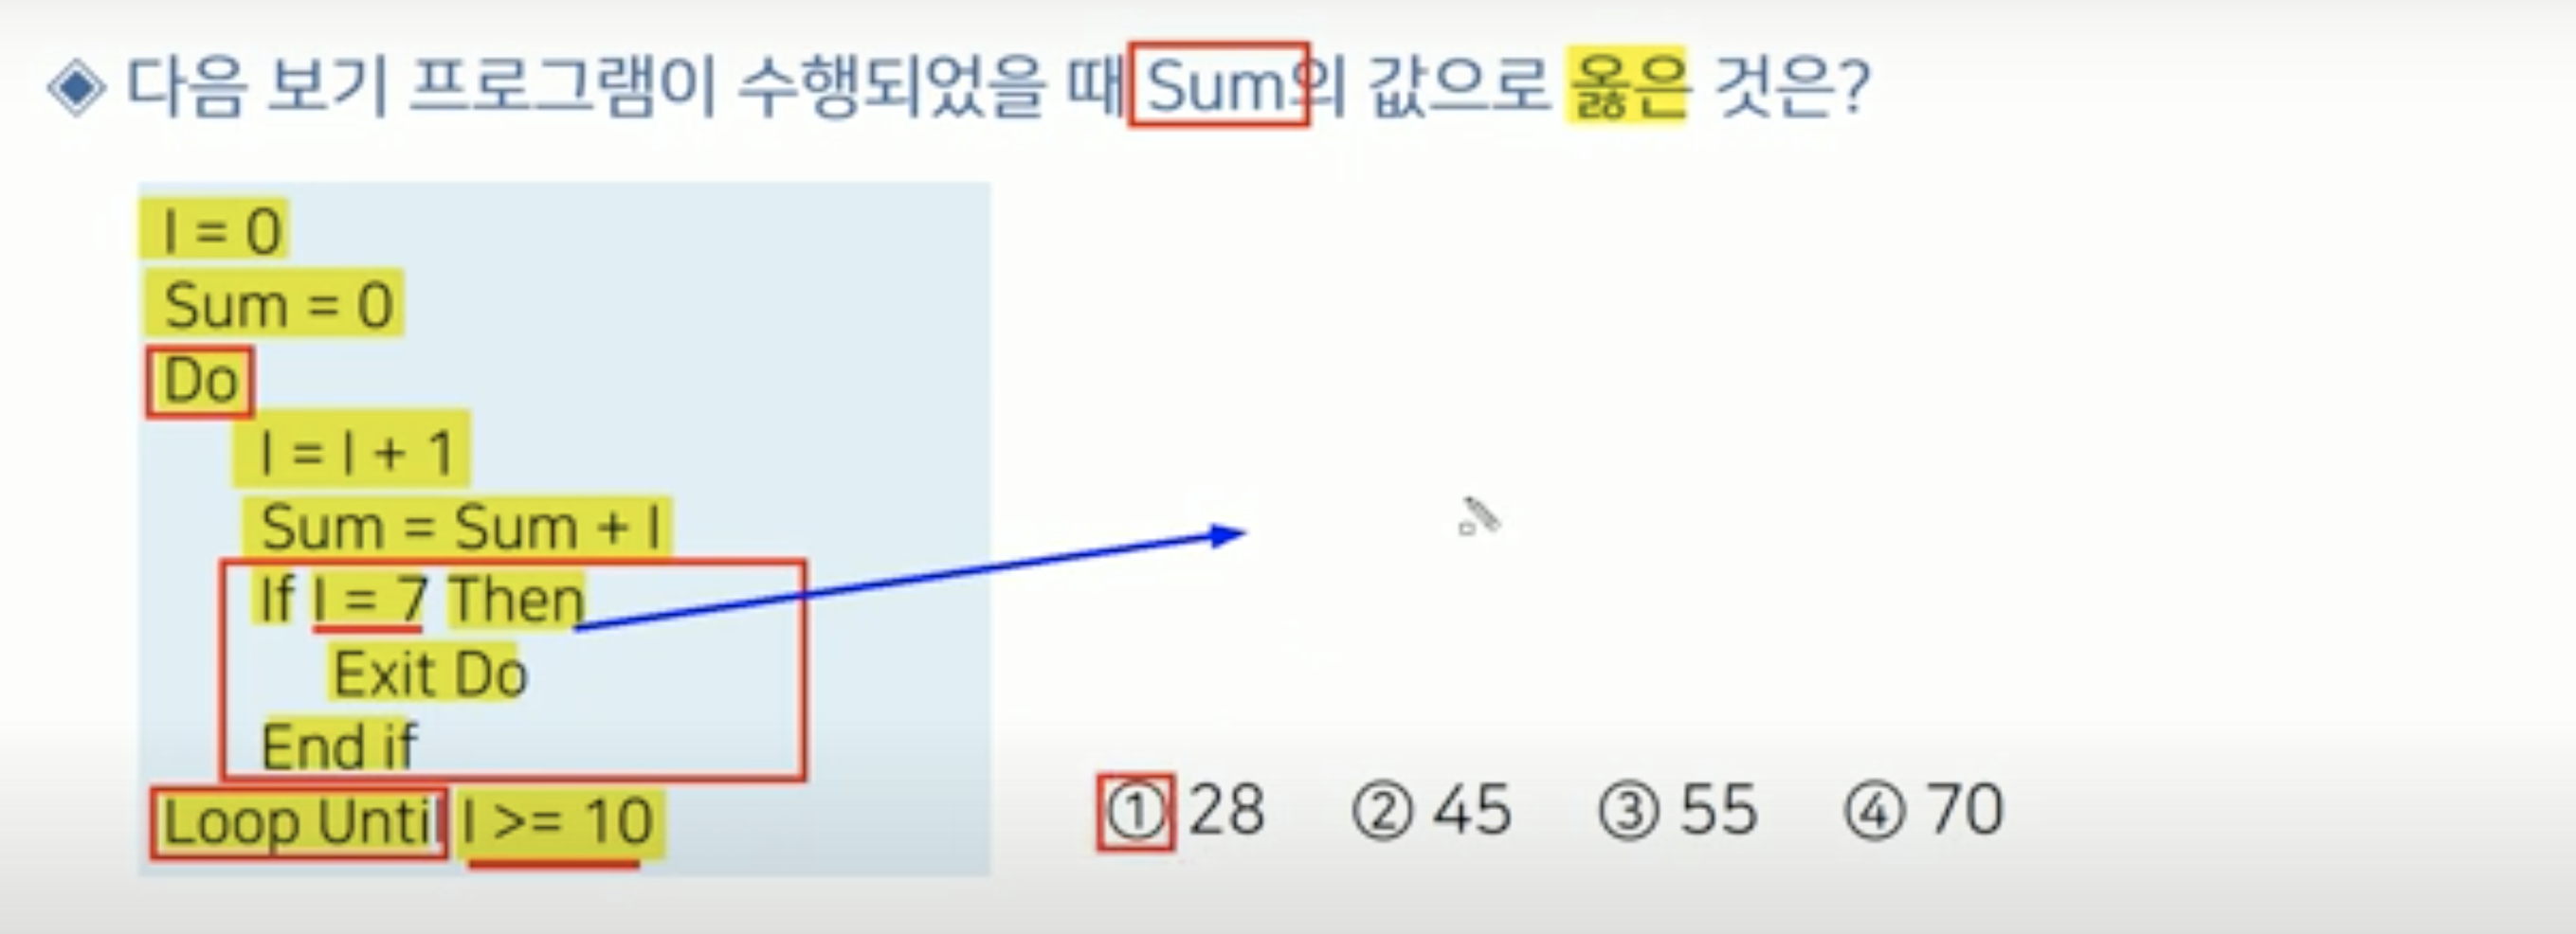 ◈ 다음 보기 프로그램이 수행되었을 때 Sum의 값으로 옳은 것은?
I = 0
Sum = 0
Do
I = I + 1
Sum = Sum + I
If I = 7 Then
Exit Do
End if
Loop Until I >= 10
① 28 ② 45 ③ 55 ④ 70